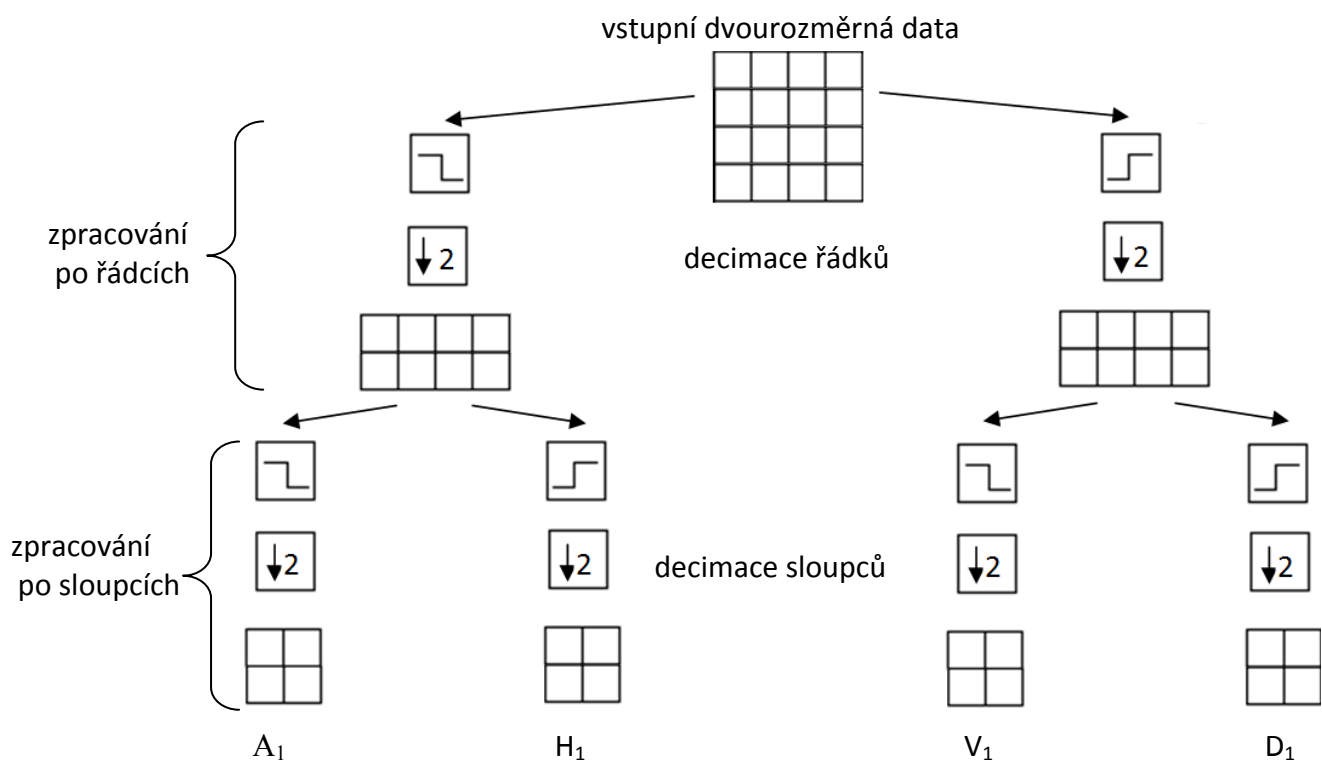 vstupní dvourozměrná data
zpracování
po řádcích
↓2
decimace řádků
↓2
zpracování
po sloupcích
↓2
↓2
decimace sloupců
↓2
↓2
A₁
H₁
V₁
D₁